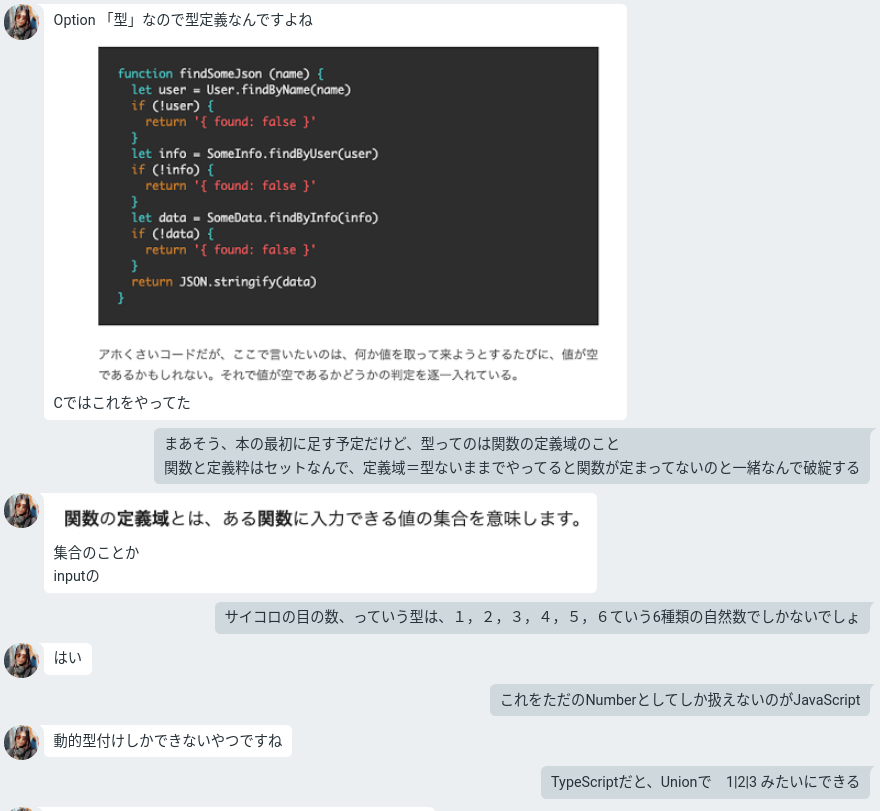 Option 「型」なので型定義なんですよね
function findSomeJson (name) {
let user = User.findByName(name)
if (!user) {
return '{ found: false }'
}
let info = SomeInfo.findByUser(user)
if (!info) {
return '{ found: false }'
}
let data = SomeData.findByInfo(info)
if (!data) {
return '{ found: false }'
}
return JSON.stringify(data)
}
アホくさいコードだが、ここで言いたいのは、何か値を取って来ようとするたびに、値が空
であるかもしれない。それで値が空であるかどうかの判定を逐一入れている。
Cではこれをやってた
まあそう、本の最初に足す予定だけど、型ってのは関数の定義域のこと
関数と定義粋はセットなんで、定義域＝型ないままでやってると関数が定まってないのと一緒なんで破綻する
関数の定義域とは、ある関数に入力できる値の集合を意味します。
集合のことか
inputの
サイコロの目の数、っていう型は、１，２，３，４，５，６ていう6種類の自然数でしかないでしょ
はい
これをただのNumberとしてしか扱えないのがJavaScript
動的型付けしかできないやつですね
TypeScriptだと、Unionで　1|2|3 みたいにできる